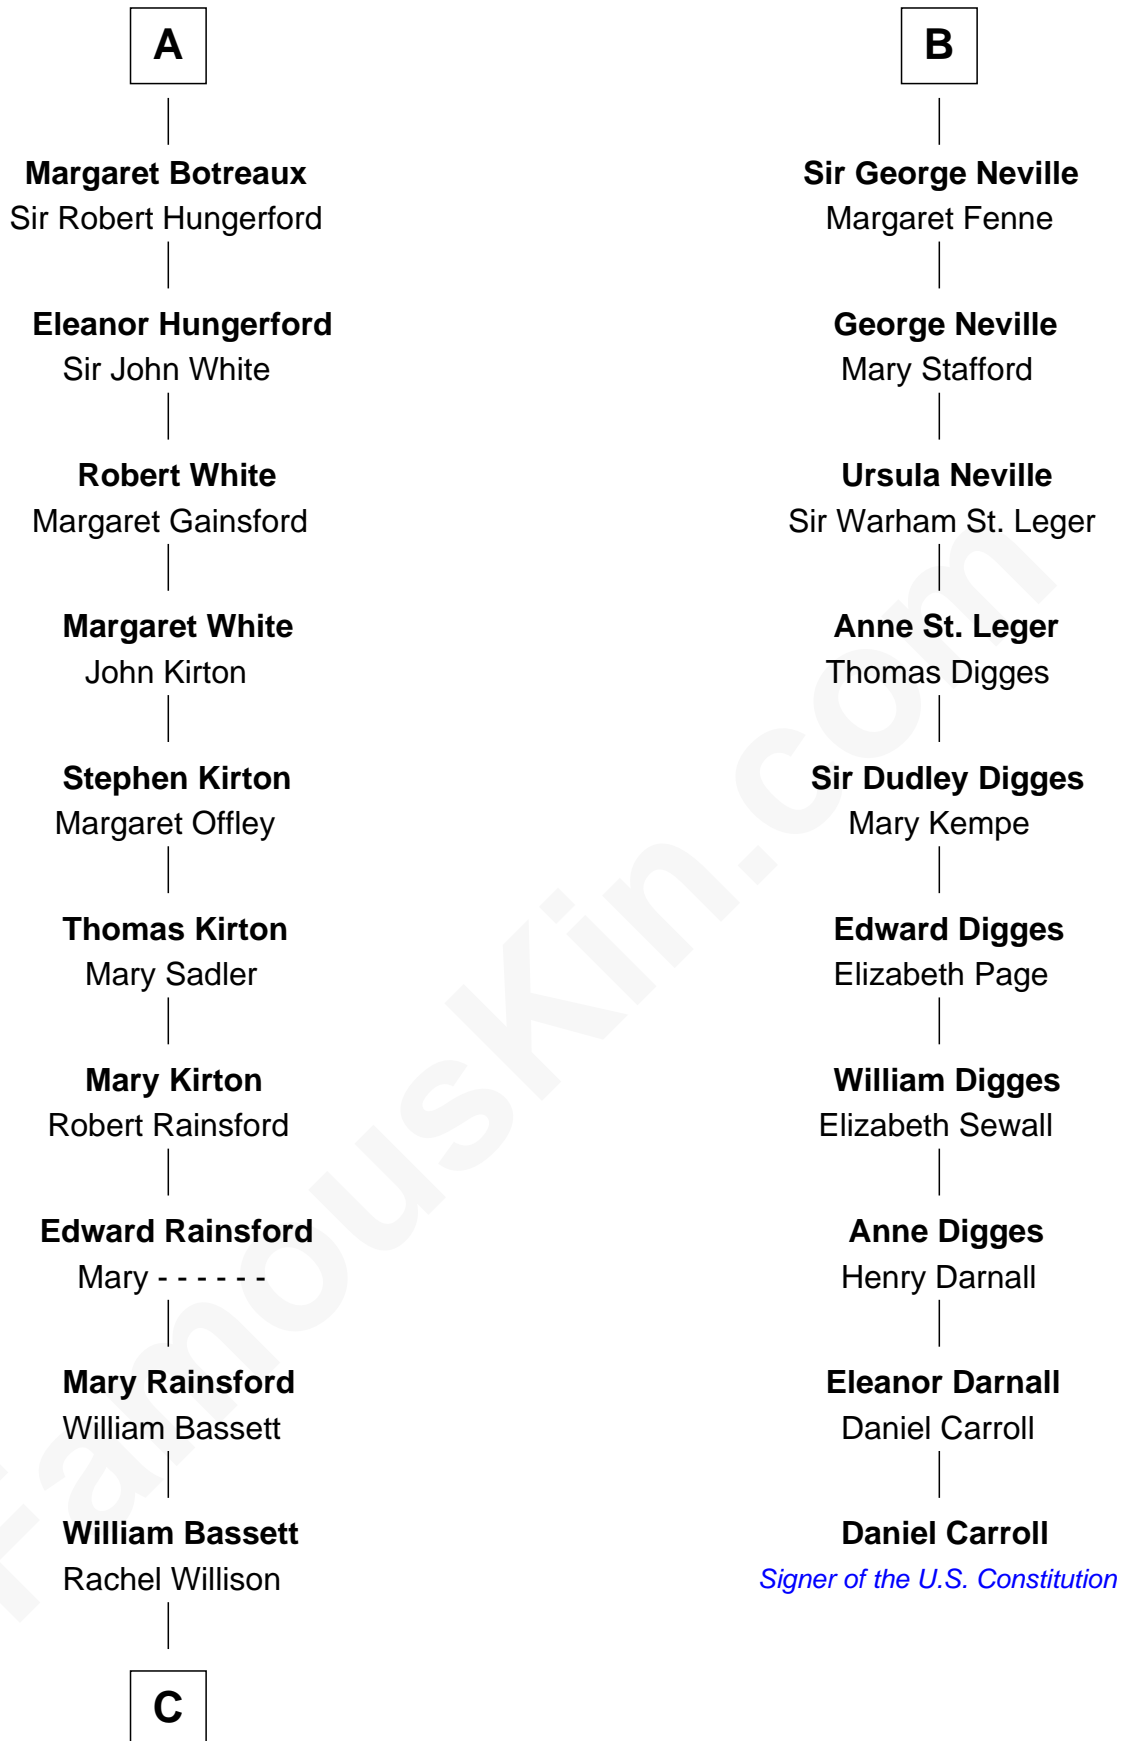 A
Margaret Botreaux
Sir Robert Hungerford
Eleanor Hungerford
Sir John White
Robert White
Margaret Gainsford
Margaret White
John Kirton
Stephen Kirton
Margaret Offley
Thomas Kirton
Mary Sadler
Mary Kirton
Robert Rainsford
Edward Rainsford
Mary - - - - - -
Mary Rainsford
William Bassett
William Bassett
Rachel Willison
C
B
Sir George Neville
Margaret Fenne
George Neville
Mary Stafford
Ursula Neville
Sir Warham St. Leger
Anne St. Leger
Thomas Digges
Sir Dudley Digges
Mary Kempe
Edward Digges
Elizabeth Page
William Digges
Elizabeth Sewall
Anne Digges
Henry Darnall
Eleanor Darnall
Daniel Carroll
Daniel Carroll
Signer of the U.S. Constitution
FamousKin.com